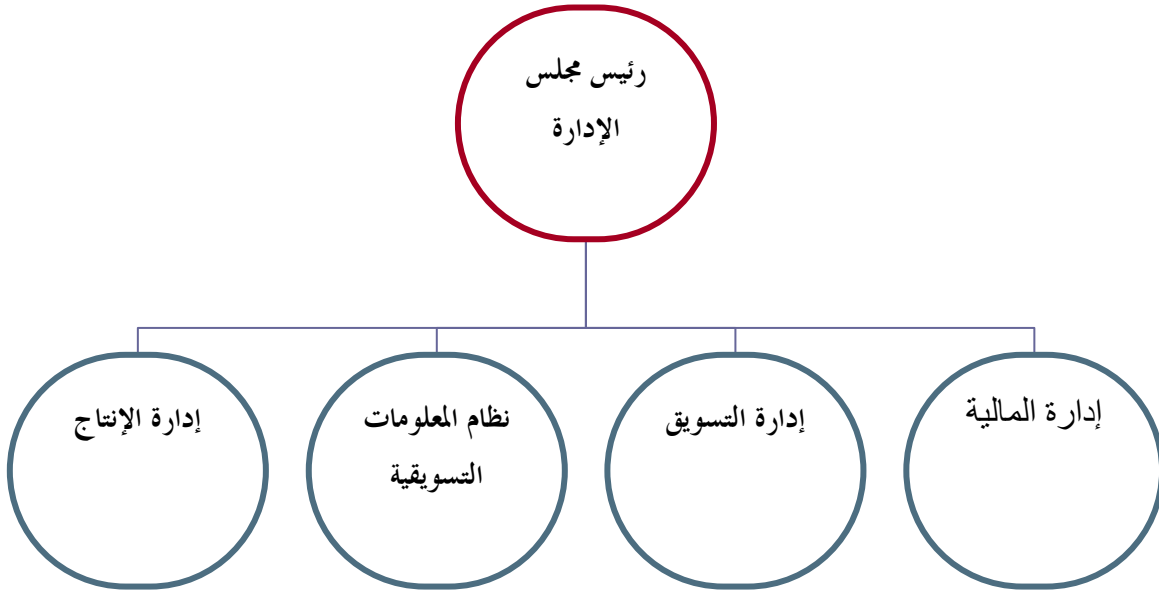 رئيس مجلس
الإدارة
إدارة المالية
إدارة التسويق
نظام المعلومات
التسويقية
إدارة الإنتاج